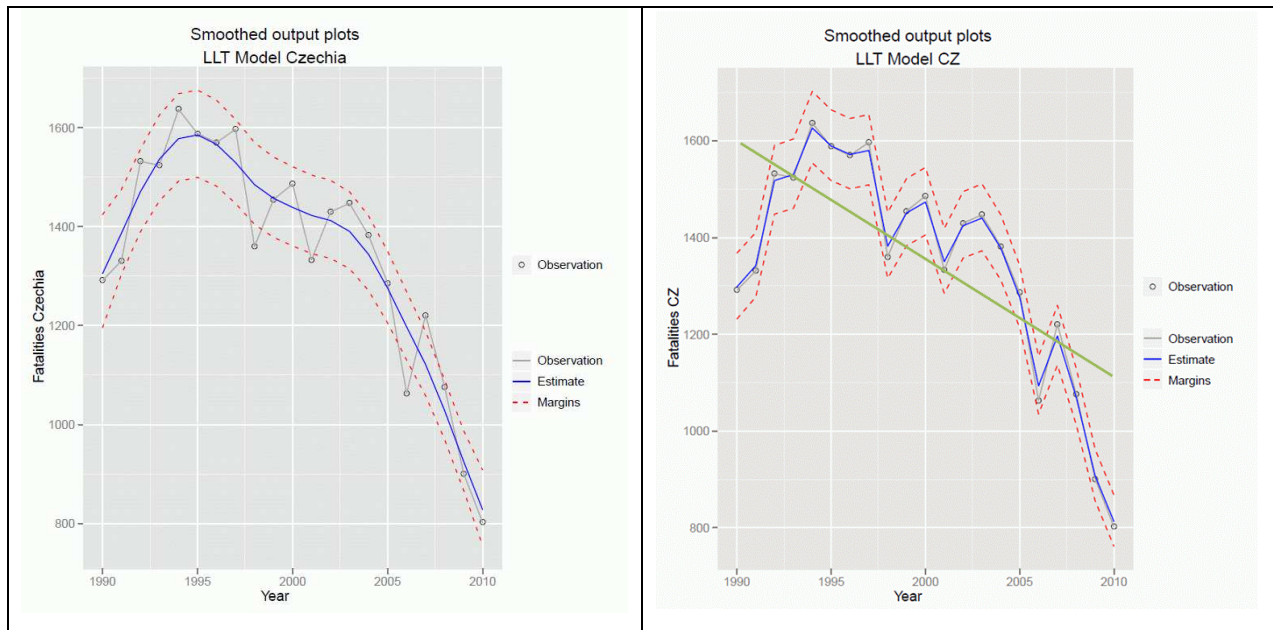 Smoothed output plots
LLT Model Czechia
1600
1400
1200
1000
800
Fatalities Czechia
1990
1995
2000
2005
2010
Year
Observation
Observation
Estimate
Margins
Smoothed output plots
LLT Model CZ
1600
1400
1200
1000
800
Fatalities CZ
1990
1995
2000
2005
2010
Year
Observation
Observation
Estimate
Margins